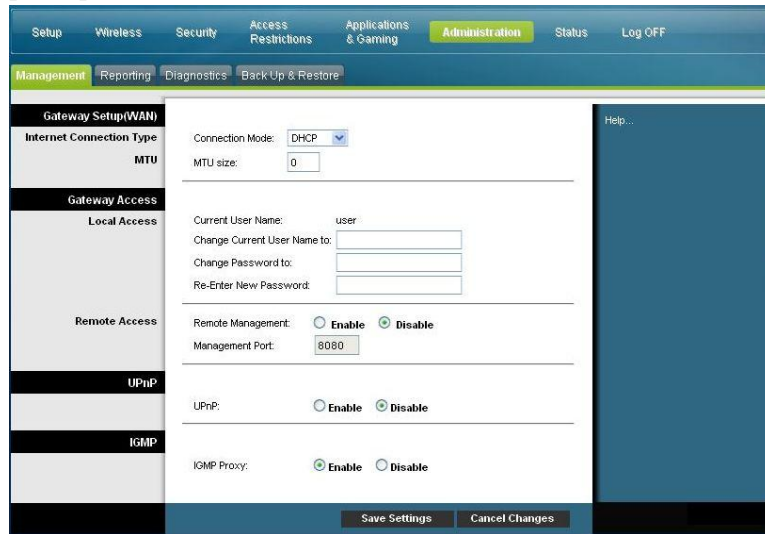 Setup Wireless Security Access Restrictions Applications & Gaming Administration Status Log OFF
Management Reporting Diagnostics Back Up & Restore
Gateway Setup(WAN)
Help...
Internet Connection Type Connection Mode: DHCP
MTU MTU size: 0
Gateway Access
Local Access Current User Name: user
Change Current User Name to:
Change Password to:
Re-Enter New Password:
Remote Access Remote Management: Enable Disable
Management Port: 8080
UPnP
UPnP: Enable Disable
IGMP
IGMP Proxy: Enable Disable
Save Settings Cancel Changes